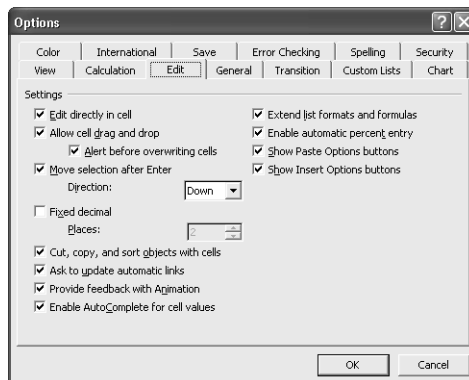 Options
Color International Save Error Checking Spelling Security
View Calculation Edit General Transition Custom Lists Chart
Settings
Edit directly in cell
Allow cell drag and drop
Alert before overwriting cells
Move selection after Enter
Direction: Down
Fixed decimal
Places: 2
Cut, copy, and sort objects with cells
Ask to update automatic links
Provide feedback with Animation
Enable AutoComplete for cell values
Extend list formats and formulas
Enable automatic percent entry
Show Paste Options buttons
Show Insert Options buttons
OK Cancel